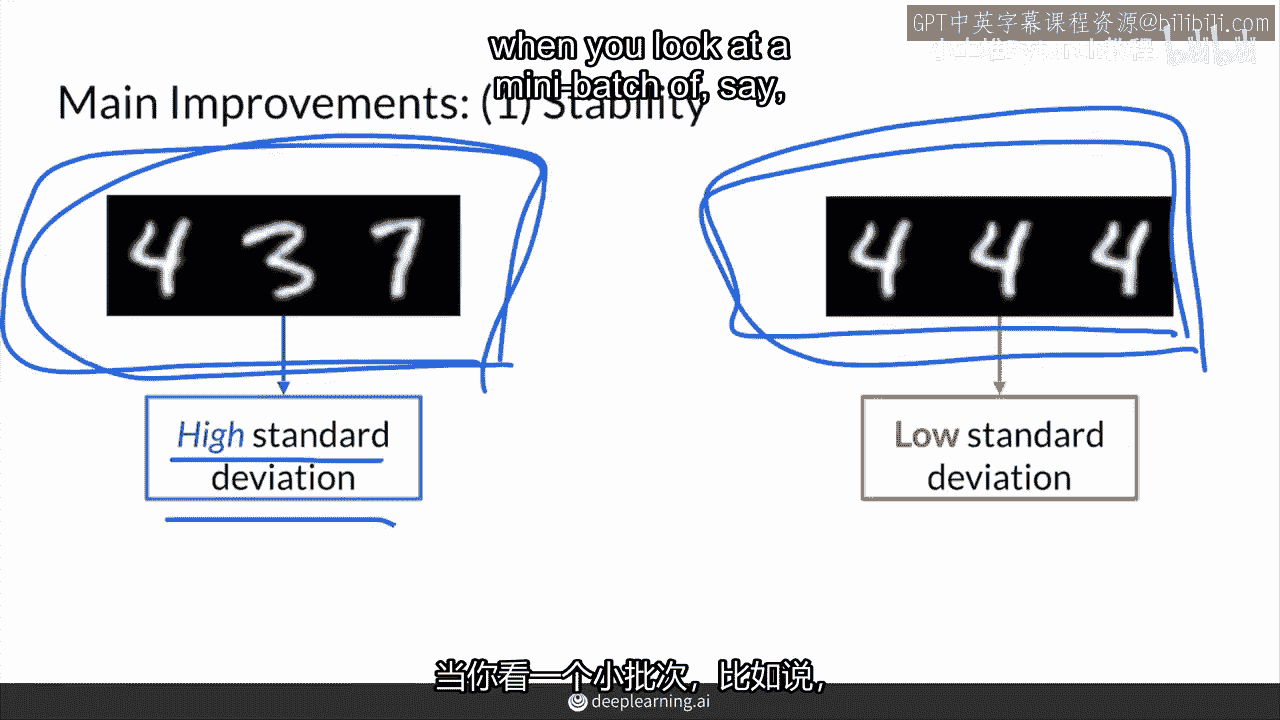 GPT中英字幕课程资源@bilibili.com
when you look at a
mini-batch of, say,
Main Improvements: (1) Stability
4 3 7
4 4 4
High standard
deviation
Low standard
deviation
当你看一个小批次，比如说，
deeplearning.ai